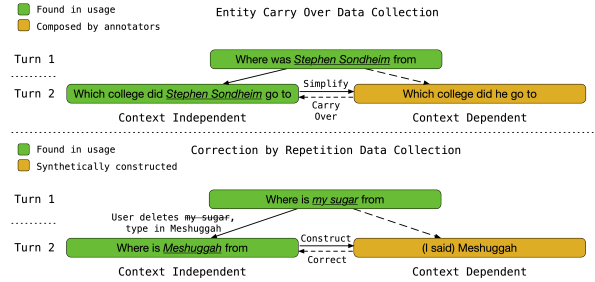 Found in usage
Composed by annotators
Entity Carry Over Data Collection
Turn 1
Where was Stephen Sondheim from
Turn 2
Which college did Stephen Sondheim go to
Simplify
Carry
Over
Which college did he go to
Context Independent
Context Dependent
Found in usage
Synthetically constructed
Correction by Repetition Data Collection
Turn 1
Where is my sugar from
User deletes my sugar,
type in Meshuggah
Turn 2
Where is Meshuggah from
Construct
Correct
(I said) Meshuggah
Context Independent
Context Dependent